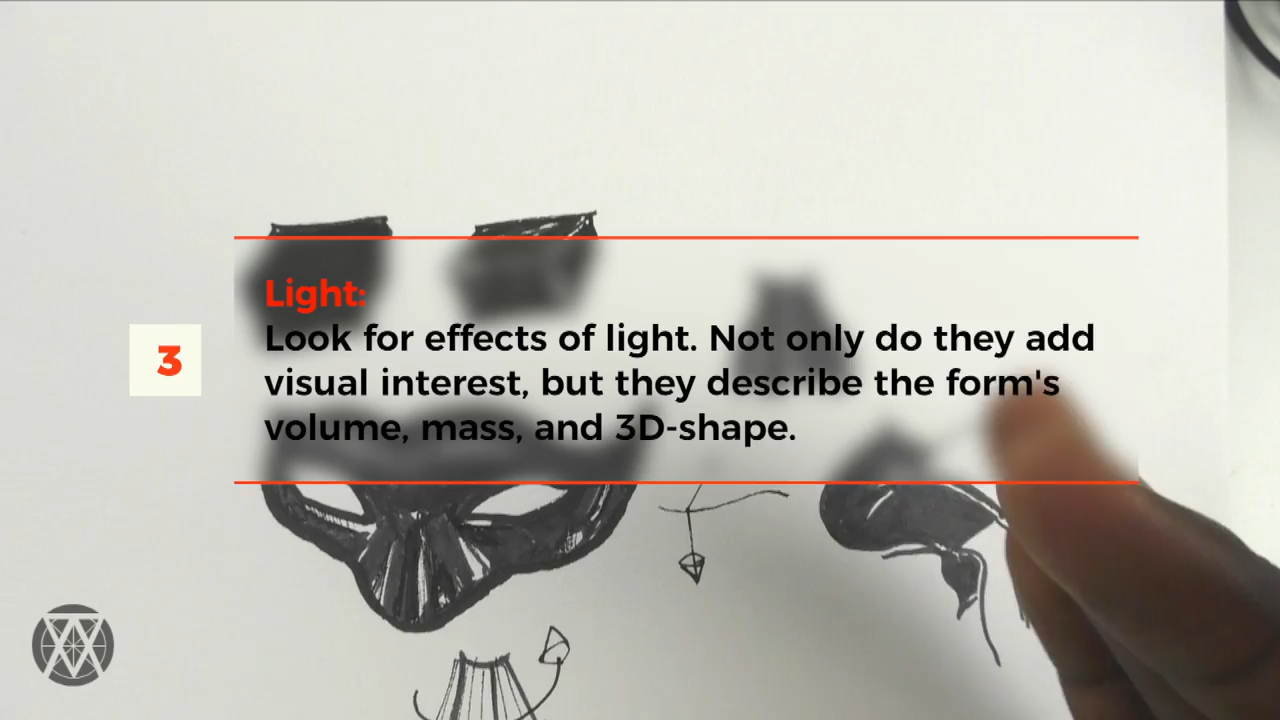 Light:
3
Look for effects of light. Not only do they add
visual interest, but they describe the form's
volume, mass, and 3D-shape.